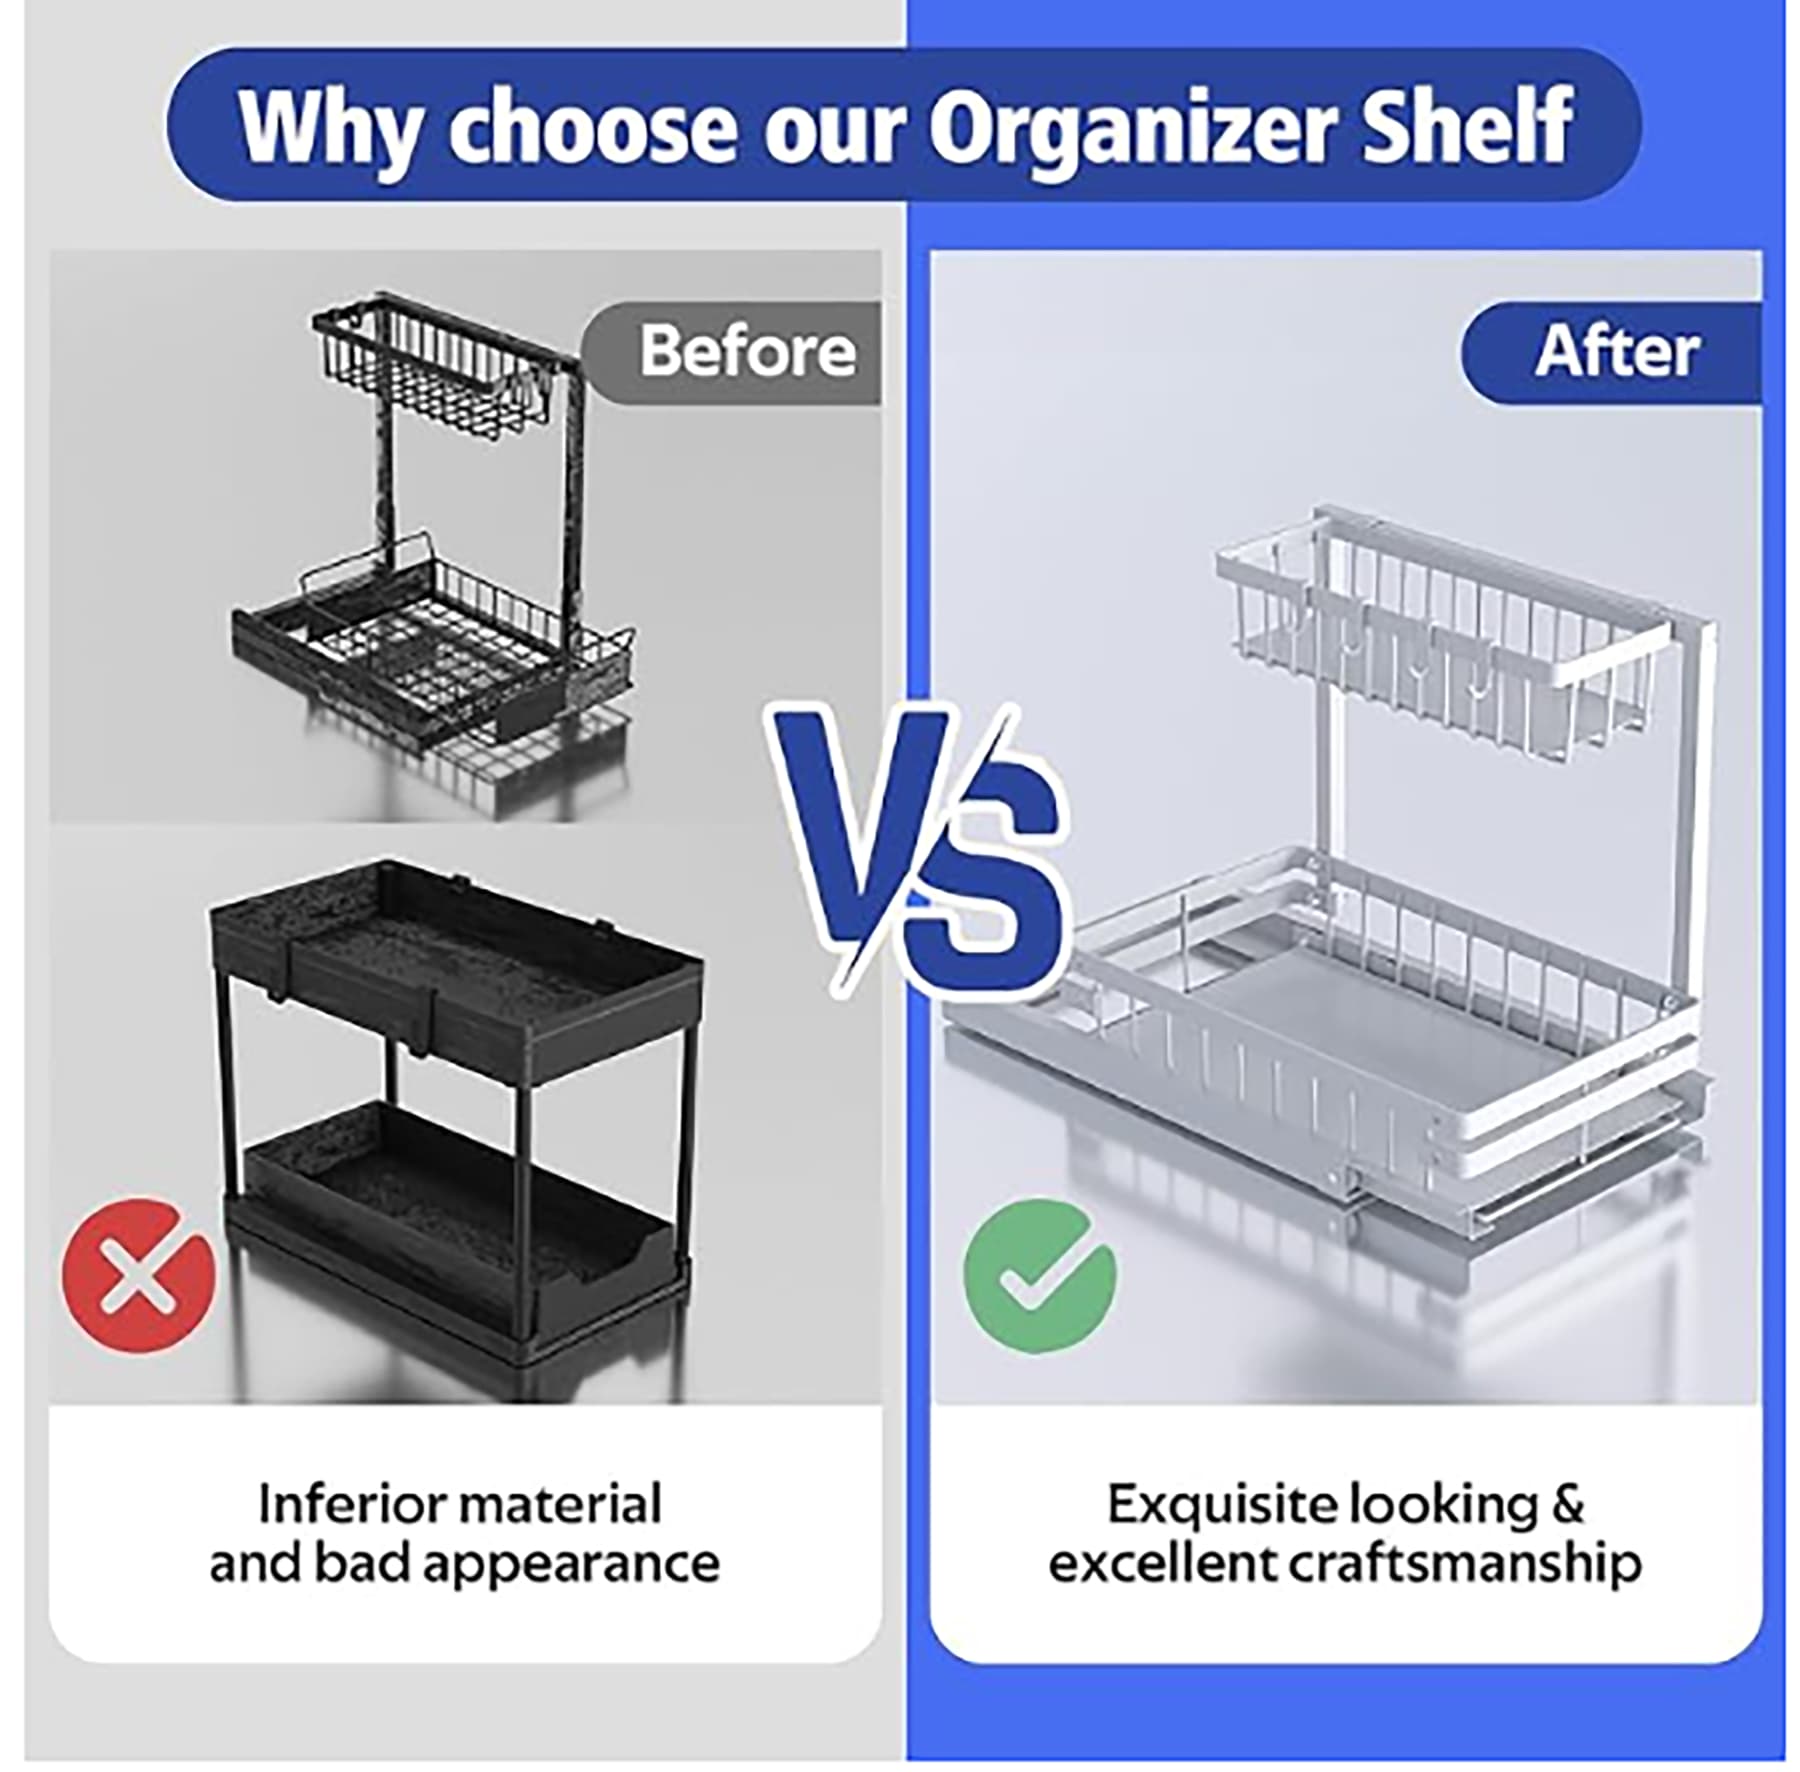 Why choose our Organizer Shelf
Before
After
VS
Inferior material
and bad appearance
Exquisite looking &
excellent craftsmanship